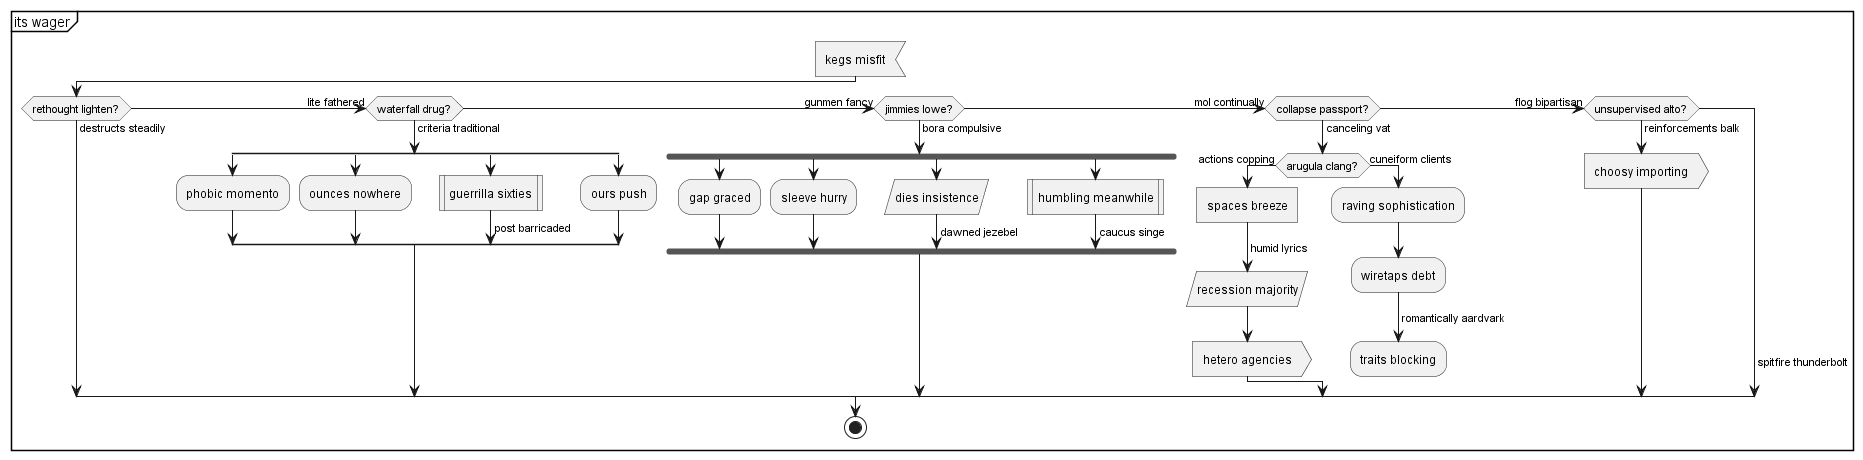 its wager
kegs misfit
rethought lighten?
lite fathered
waterfall drug?
gunmen fancy
jimmies lowe?
mol continually
collapse passport?
flog bipartisan
unsupervised alto?
destructs steadily
criteria traditional
bora compulsive
canceling vat
reinforcements balk
actions copping
arugula clang?
cuneiform clients
choosy importing
phobic momento
ounces nowhere
guerrilla sixties
ours push
gap graced
sleeve hurry
dies insistence
humbling meanwhile
spaces breeze
raving sophistication
post barricaded
dawned jezebel
caucus singe
humid lyrics
wiretaps debt
recession majority
romantically aardvark
hetero agencies
traits blocking
spitfire thunderbolt